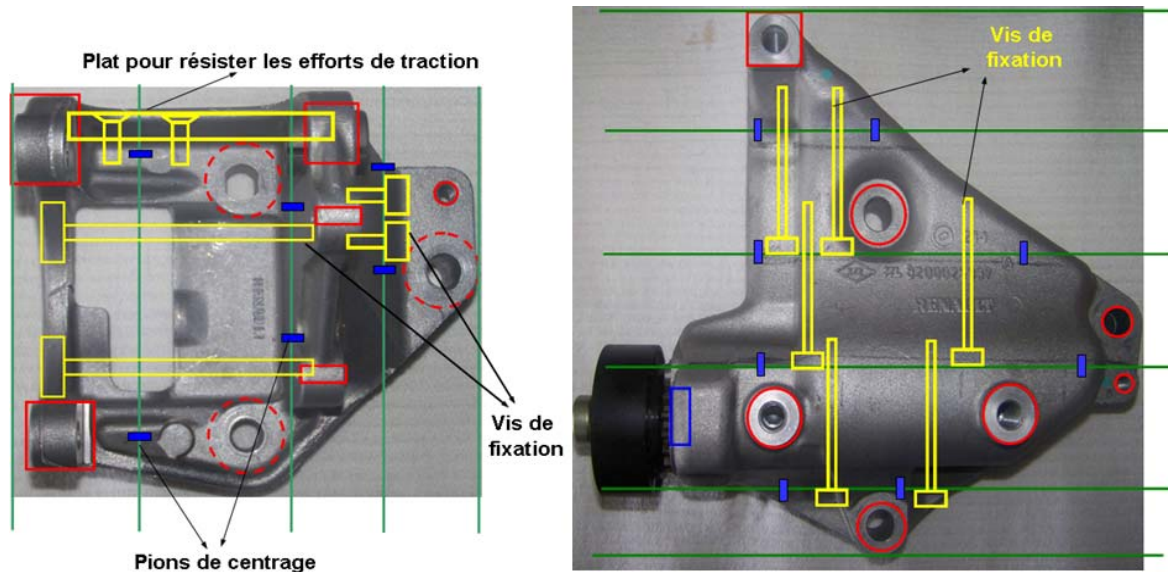 Plat pour résister les efforts de traction
Vis de
fixation
Pions de centrage
Vis de
fixation
RENAULT